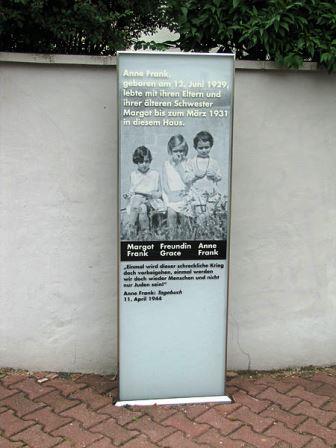 Anne Frank,
geboren am 12. Juni 1929,
lebte mit ihren Eltern und
ihrer älteren Schwester
Margot bis zum März 1931
in diesem Haus.
Margot Freundin Anne
Frank Grace Frank
„Einmal wird dieser schreckliche Krieg
doch vorbeigehen, einmal werden
wir doch wieder Menschen und nicht
nur Juden sein!"
Anne Frank: Tagebuch
11. April 1944